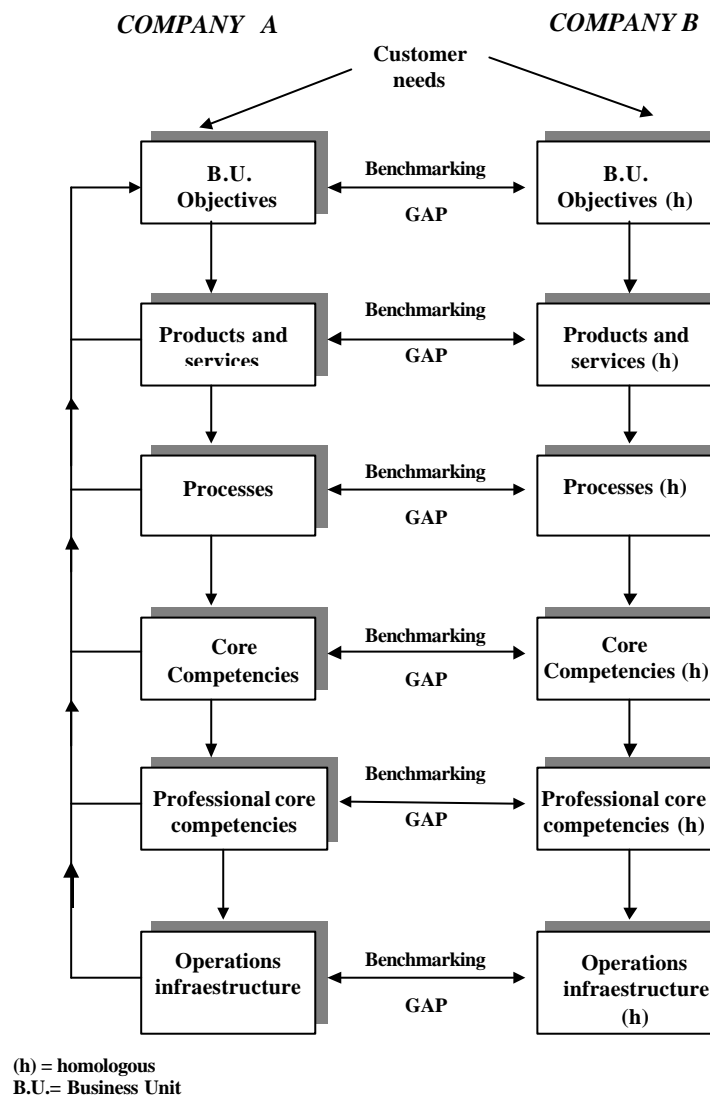 COMPANY A
COMPANY B
Customer
needs
B.U.
Objectives
Benchmarking
GAP
B.U.
Objectives (h)
Products and
services
Benchmarking
GAP
Products and
services (h)
Processes
Benchmarking
GAP
Processes (h)
Core
Competencies
Benchmarking
GAP
Core
Competencies (h)
Professional core
competencies
Benchmarking
GAP
Professional core
competencies (h)
Operations
infraestructure
Benchmarking
GAP
Operations
infraestructure
(h)
(h) = homologous
B.U.= Business Unit